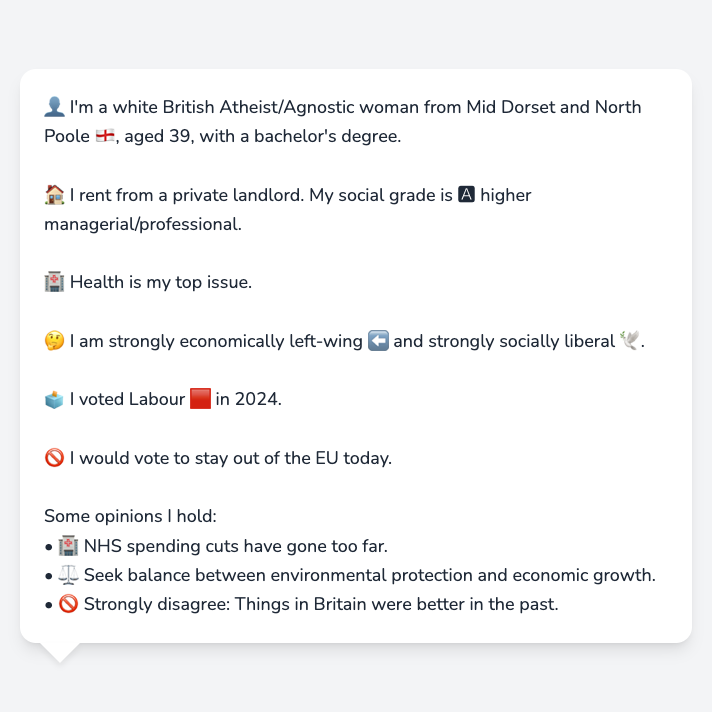 👤 I'm a white British Atheist/Agnostic woman from Mid Dorset and North
Poole 🏴󠁧󠁢󠁥󠁮󠁧󠁿, aged 39, with a bachelor's degree.
🏠 I rent from a private landlord. My social grade is 🅰 higher
managerial/professional.
🏥 Health is my top issue.
🤔 I am strongly economically left-wing ⬅️ and strongly socially liberal 🕊️.
🗳️ I voted Labour 🟥 in 2024.
🚫 I would vote to stay out of the EU today.
Some opinions I hold:
• 🏥 NHS spending cuts have gone too far.
• ⚖️ Seek balance between environmental protection and economic growth.
• 🚫 Strongly disagree: Things in Britain were better in the past.